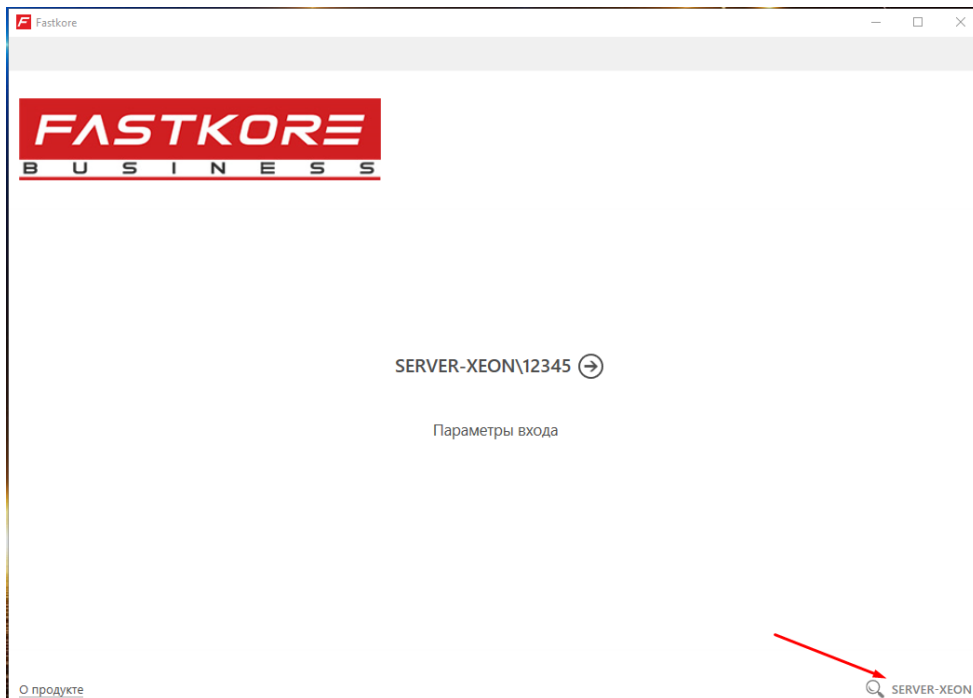 Fastkore
FASTKORE
BUSINESS
SERVER-XEON\12345
Параметры входа
О продукте
SERVER-XEON